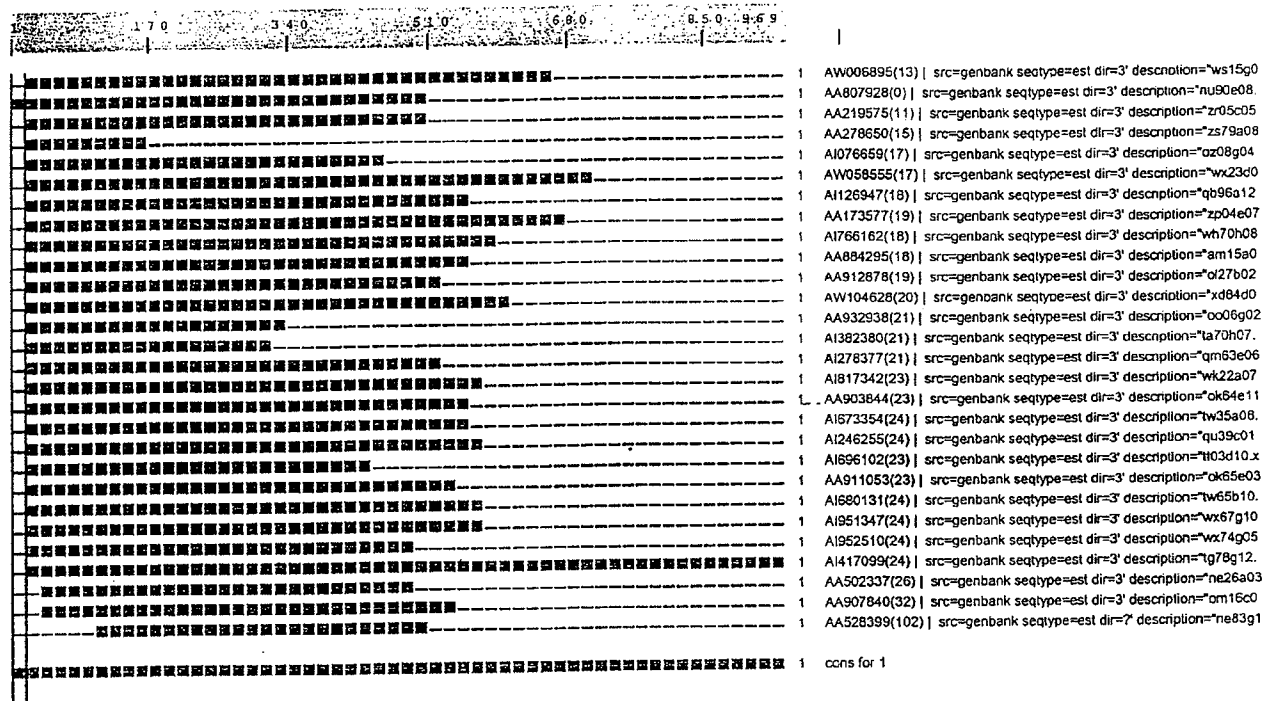 1 170 340 510 680 850 969
1 AW006895(13) | src=genbank seqtype=est dir=3' description="ws15g0
1 AA807928(0) | src=genbank seqtype=est dir=3' description="nu90e08.
1 AA219575(11) | src=genbank seqtype=est dir=3' description="zr05c05
1 AA278650(15) | src=genbank seqtype=est dir=3' description="zs79a08
1 AI076659(17) | src=genbank seqtype=est dir=3' description="oz08g04
1 AW058555(17) | src=genbank seqtype=est dir=3' description="wx23d0
1 AI126947(18) | src=genbank seqtype=est dir=3' description="qb96a12
1 AA173577(19) | src=genbank seqtype=est dir=3' description="zp04e07
1 AI766162(18) | src=genbank seqtype=est dir=3' description="wh70h08
1 AA884295(18) | src=genbank seqtype=est dir=3' description="am15a0
1 AA912878(19) | src=genbank seqtype=est dir=3' description="ol27b02
1 AW104628(20) | src=genbank seqtype=est dir=3' description="xd64d0
1 AA932938(21) | src=genbank seqtype=est dir=3' description="oo06g02
1 AI382380(21) | src=genbank seqtype=est dir=3' description="ta70h07.
1 AI278377(21) | src=genbank seqtype=est dir=3' description="qm63e06
1 AI817342(23) | src=genbank seqtype=est dir=3' description="wk22a07
1 AA903844(23) | src=genbank seqtype=est dir=3' description="ok64e11
1 AI673354(24) | src=genbank seqtype=est dir=3' description="tw35a08.
1 AI246255(24) | src=genbank seqtype=est dir=3' description="qu39c01
1 AI696102(23) | src=genbank seqtype=est dir=3' description="tt03d10.x
1 AA911053(23) | src=genbank seqtype=est dir=3' description="ok65e03
1 AI680131(24) | src=genbank seqtype=est dir=3' description="tw65b10.
1 AI951347(24) | src=genbank seqtype=est dir=3' description="wx67g10
1 AI952510(24) | src=genbank seqtype=est dir=3' description="wx74g05
1 AI417099(24) | src=genbank seqtype=est dir=3' description="tg78g12.
1 AA502337(26) | src=genbank seqtype=est dir=3' description="ne26a03
1 AA907840(32) | src=genbank seqtype=est dir=3' description="om16c0
1 AA528399(102) | src=genbank seqtype=est dir=?' description="ne83g1
1 cons for 1